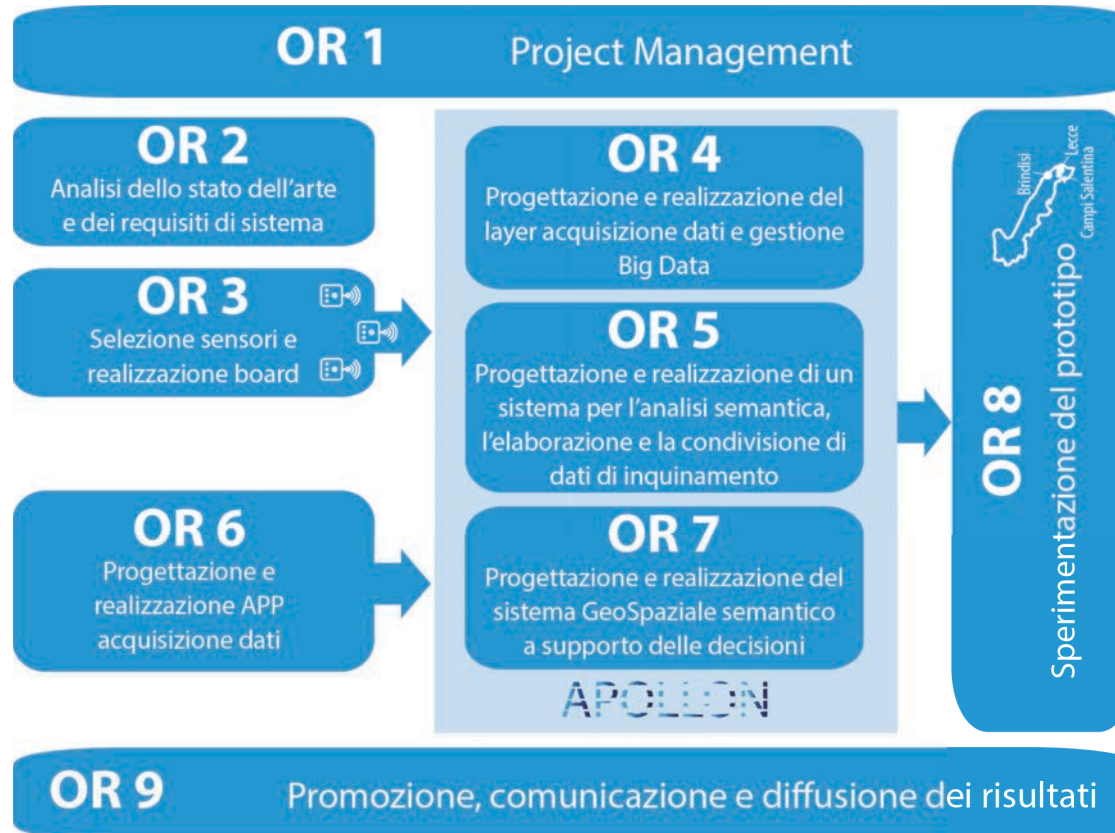 OR 1 Project Management
OR 2
Analisi dello stato dell'arte
e dei requisiti di sistema
OR 3
Selezione sensori e
realizzazione board
OR 6
Progettazione e
realizzazione APP
acquisizione dati
OR 4
Progettazione e realizzazione del
layer acquisizione dati e gestione
Big Data
OR 5
Progettazione e realizzazione di un
sistema per l'analisi semantica,
l'elaborazione e la condivisione di
dati di inquinamento
OR 7
Progettazione e realizzazione del
sistema GeoSpaziale semantico
a supporto delle decisioni
APOLLON
OR 8
Sperimentazione del prototipo
Brindisi
Lecce
Campi Salentina
OR 9 Promozione, comunicazione e diffusione dei risultati